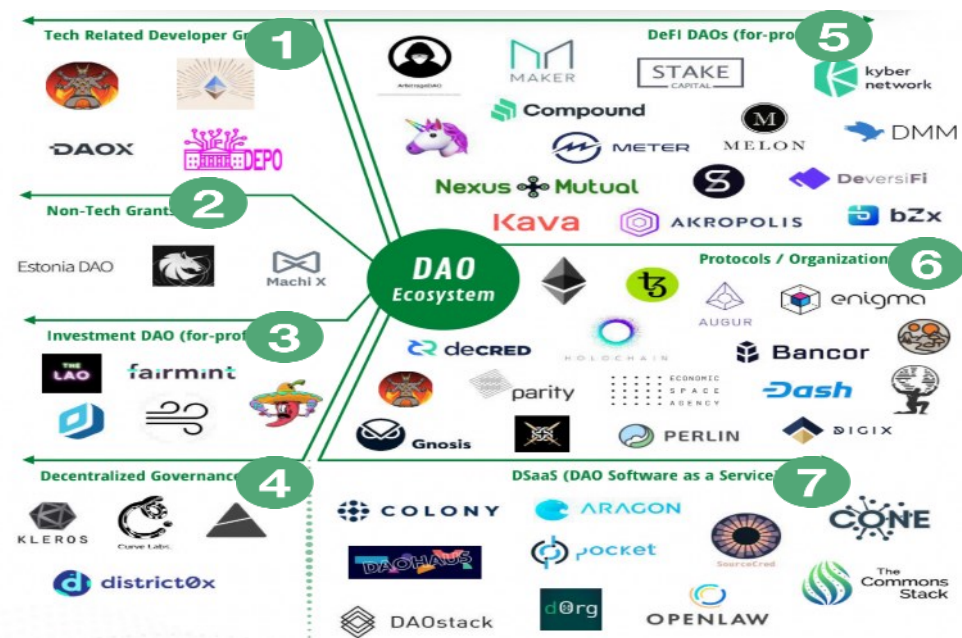 Tech Related Developer Gr
1
DAOX
DEPO
Non-Tech Grants
2
Estonia DAO
Machi X
Investment DAO (for-prof
3
THE
LAO
fairmint
Decentralized Governance
4
KLEROS
Curve Labs.
district0x
DAO
Ecosystem
DeFI DAOs (for-pro
5
ArbitrageDAO
MAKER
STAKE
CAPITAL
kyber
network
Compound
METER
M
MELON
DMM
Nexus Mutual
DeversiFi
Kava
AKROPOLIS
bZx
Protocols / Organization
6
AUGUR
enigma
decRED
HOLOCHAIN
Bancor
parity
ECONOMIC
SPACE
AGENCY
Dash
Gnosis
PERLIN
DIGIX
DSaaS (DAO Software as a Service
7
COLONY
ARAGON
SourceCred
CONE
DAOHAUS
pocket
The
Commons
Stack
DAOstack
dOrg
OPENLAW